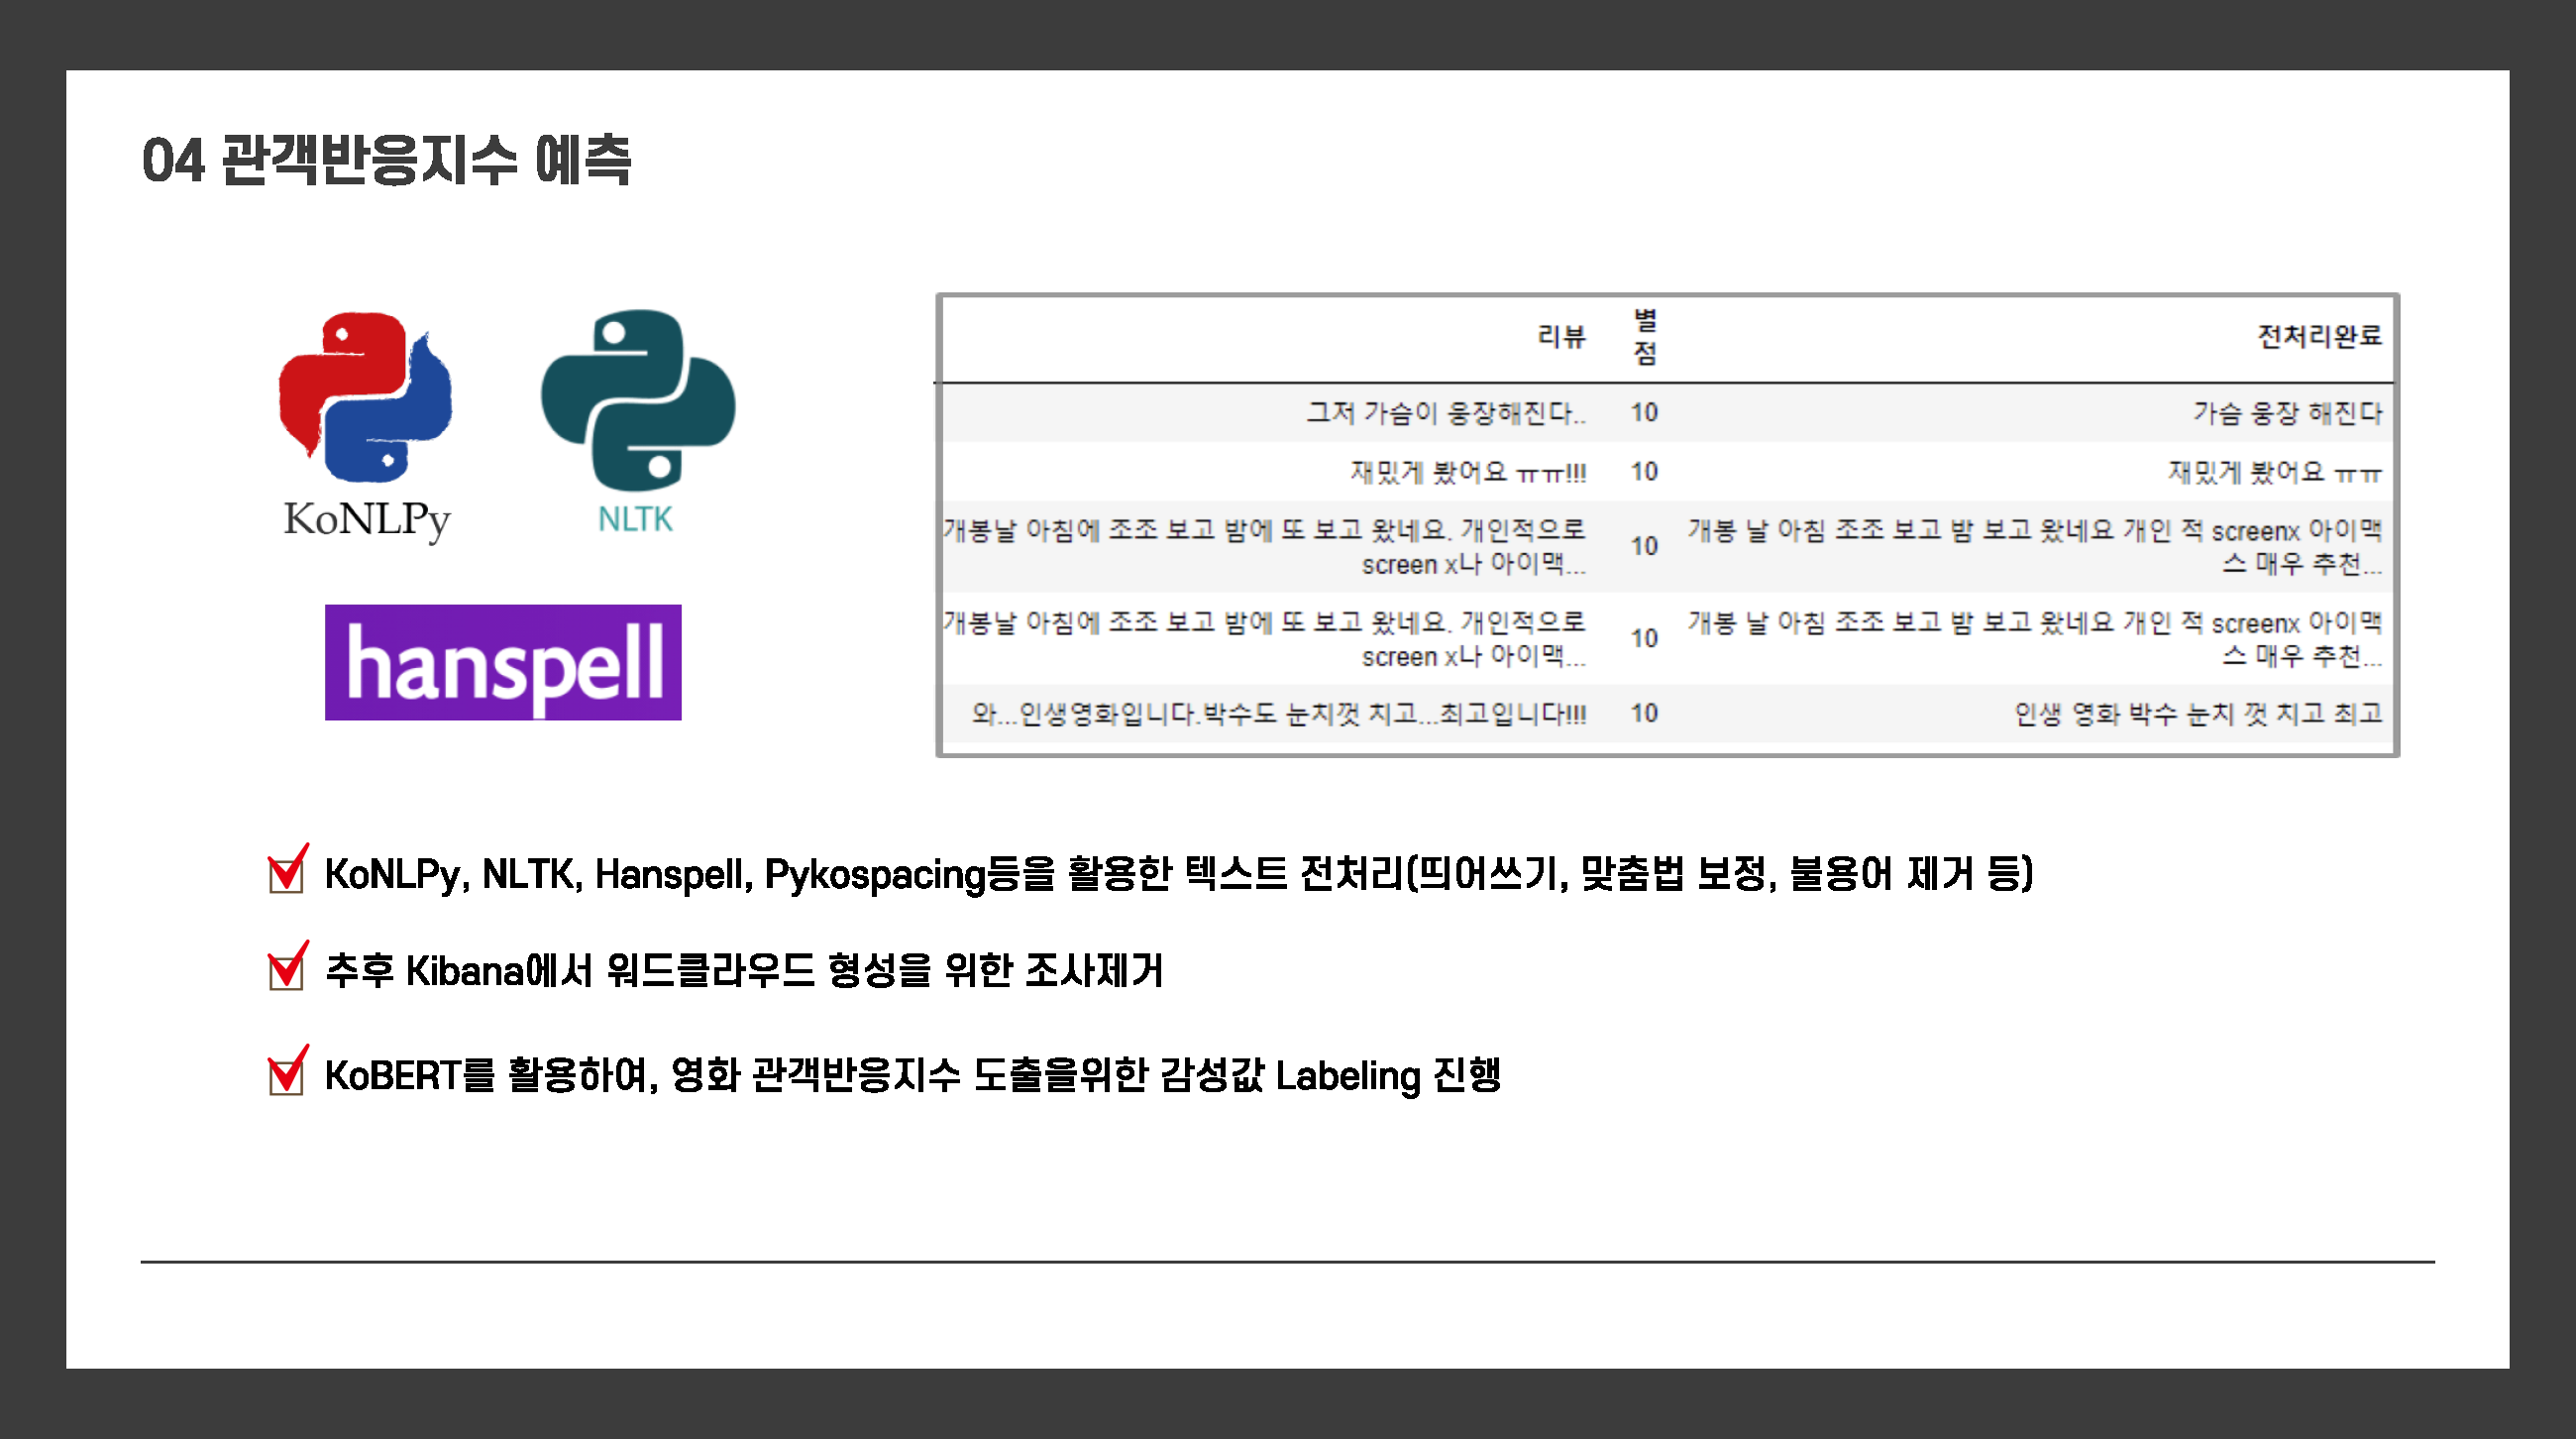 04 관객반응지수 예측
KoNLPy
NLTK
hanspell
리뷰 별점 전처리완료
그저 가슴이 웅장해진다.. 10 가슴 웅장 해진다
재밌게 봤어요 ㅠㅠ!!! 10 재밌게 봤어요 ㅠㅠ
개봉날 아침에 조조 보고 밤에 또 보고 왔네요. 개인적으로 10 개봉 날 아침 조조 보고 밤 보고 왔네요 개인 적 screenx 아이맥
screen x나 아이맥... 스 매우 추천...
개봉날 아침에 조조 보고 밤에 또 보고 왔네요. 개인적으로 10 개봉 날 아침 조조 보고 밤 보고 왔네요 개인 적 screenx 아이맥
screen x나 아이맥... 스 매우 추천...
와...인생영화입니다.박수도 눈치껏 치고...최고입니다!!! 10 인생 영화 박수 눈치 껏 치고 최고
KoNLPy, NLTK, Hanspell, Pykospacing등을 활용한 텍스트 전처리(띄어쓰기, 맞춤법 보정, 불용어 제거 등)
추후 Kibana에서 워드클라우드 형성을 위한 조사제거
KoBERT를 활용하여, 영화 관객반응지수 도출을위한 감성값 Labeling 진행